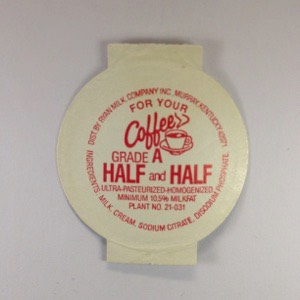 DIST. BY RYAN MILK COMPANY INC. MURRAY, KENTUCKY 42071
FOR YOUR
Coffee
GRADE A
HALF and HALF
ULTRA-PASTEURIZED-HOMOGENIZED
MINIMUM 10.5% MILKFAT
PLANT NO. 21-031
INGREDIENTS: MILK, CREAM, SODIUM CITRATE, DISODIUM PHOSPHATE.